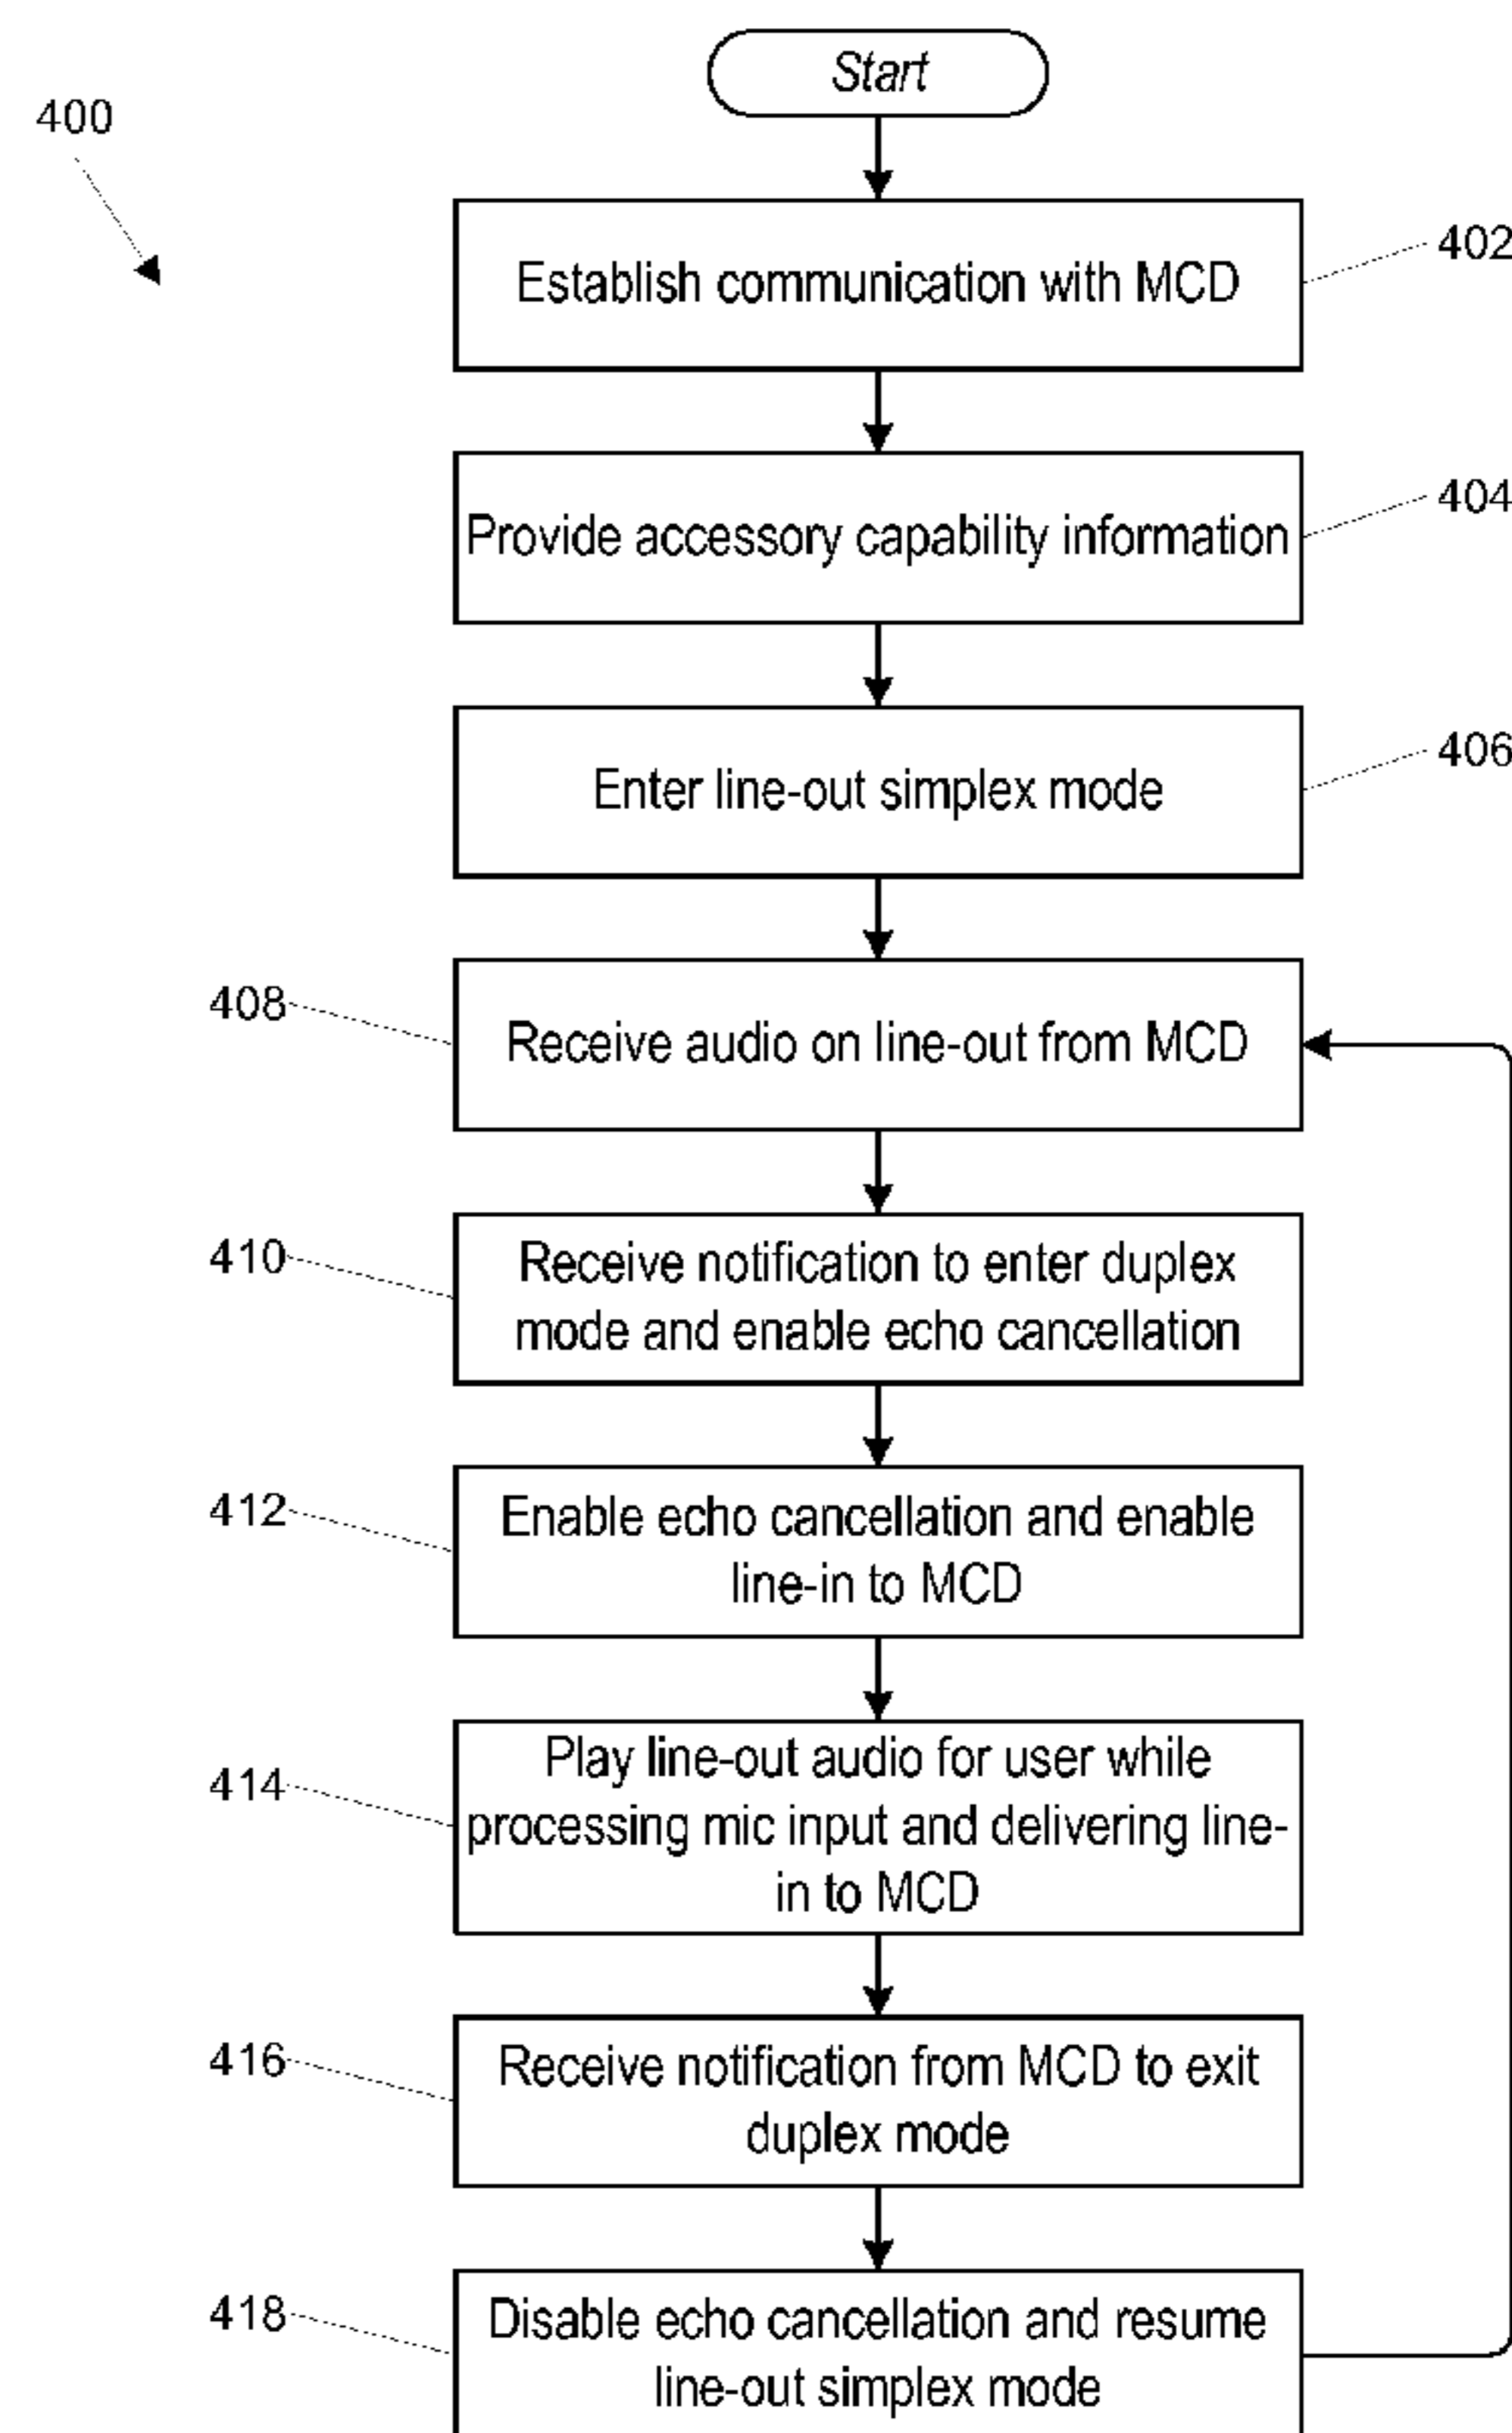 Start
400
Establish communication with MCD
402
Provide accessory capability information
404
Enter line-out simplex mode
406
408
Receive audio on line-out from MCD
410
Receive notification to enter duplex
mode and enable echo cancellation
412
Enable echo cancellation and enable
line-in to MCD
414
Play line-out audio for user while
processing mic input and delivering line-
in to MCD
416
Receive notification from MCD to exit
duplex mode
418
Disable echo cancellation and resume
line-out simplex mode